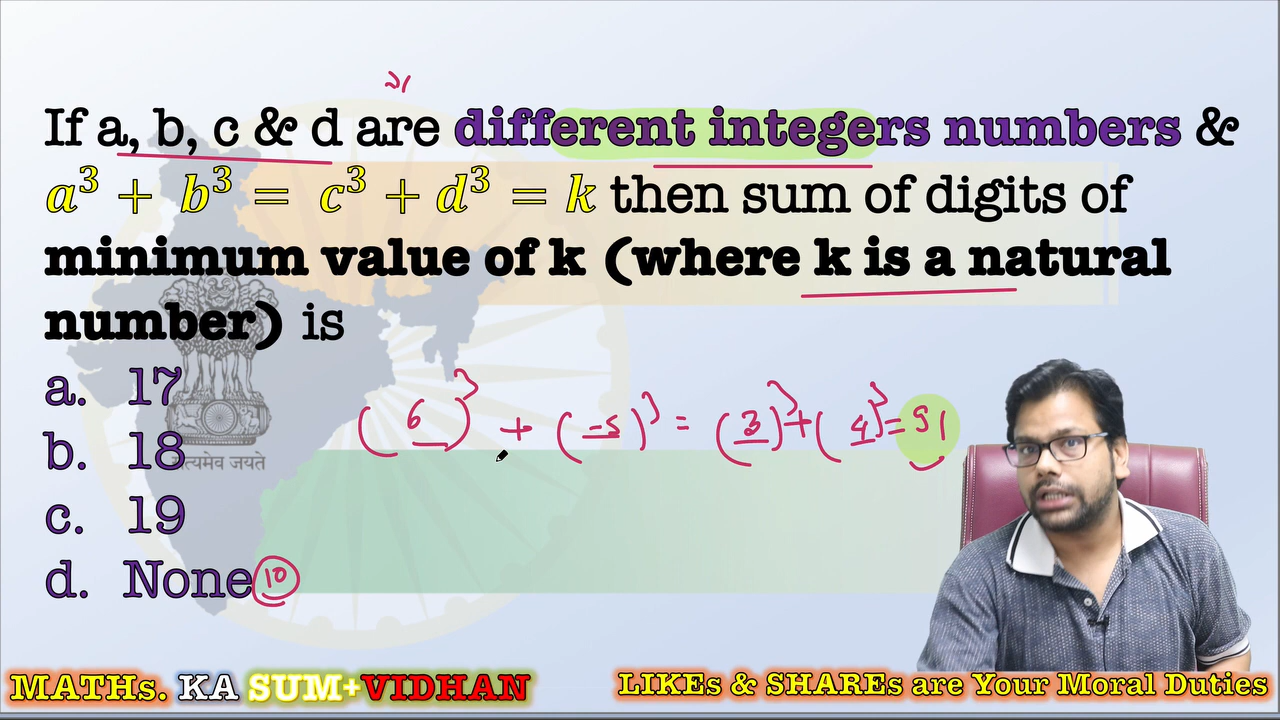 If a, b, c & d are different integers numbers &
a³ + b³ = c³ + d³ = k then sum of digits of
minimum value of k (where k is a natural
number) is
a. 17
b. 18
c. 19
d. None 10
(6)³ + (-5)³ = (3)³ + (4)³ = 91
सत्यमेव जयते
MATHs. KA SUM+VIDHAN
LIKEs & SHAREs are Your Moral Duties